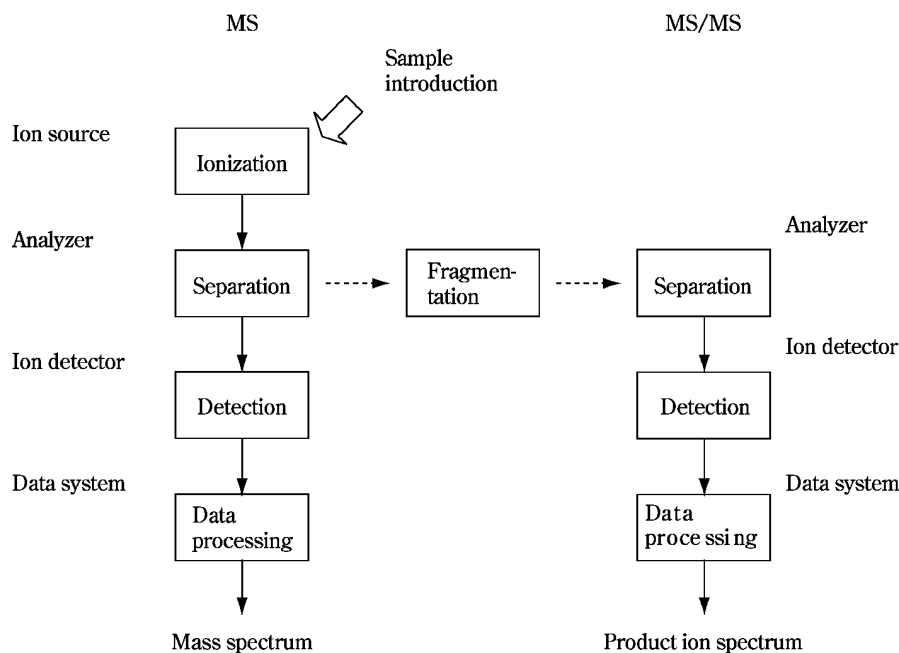 MS
MS/MS
Sample
introduction
Ion source
Ionization
Analyzer
Analyzer
Separation
Fragmen-
tation
Separation
Ion detector
Ion detector
Detection
Detection
Data system
Data system
Data
processing
Data
processing
Mass spectrum
Product ion spectrum